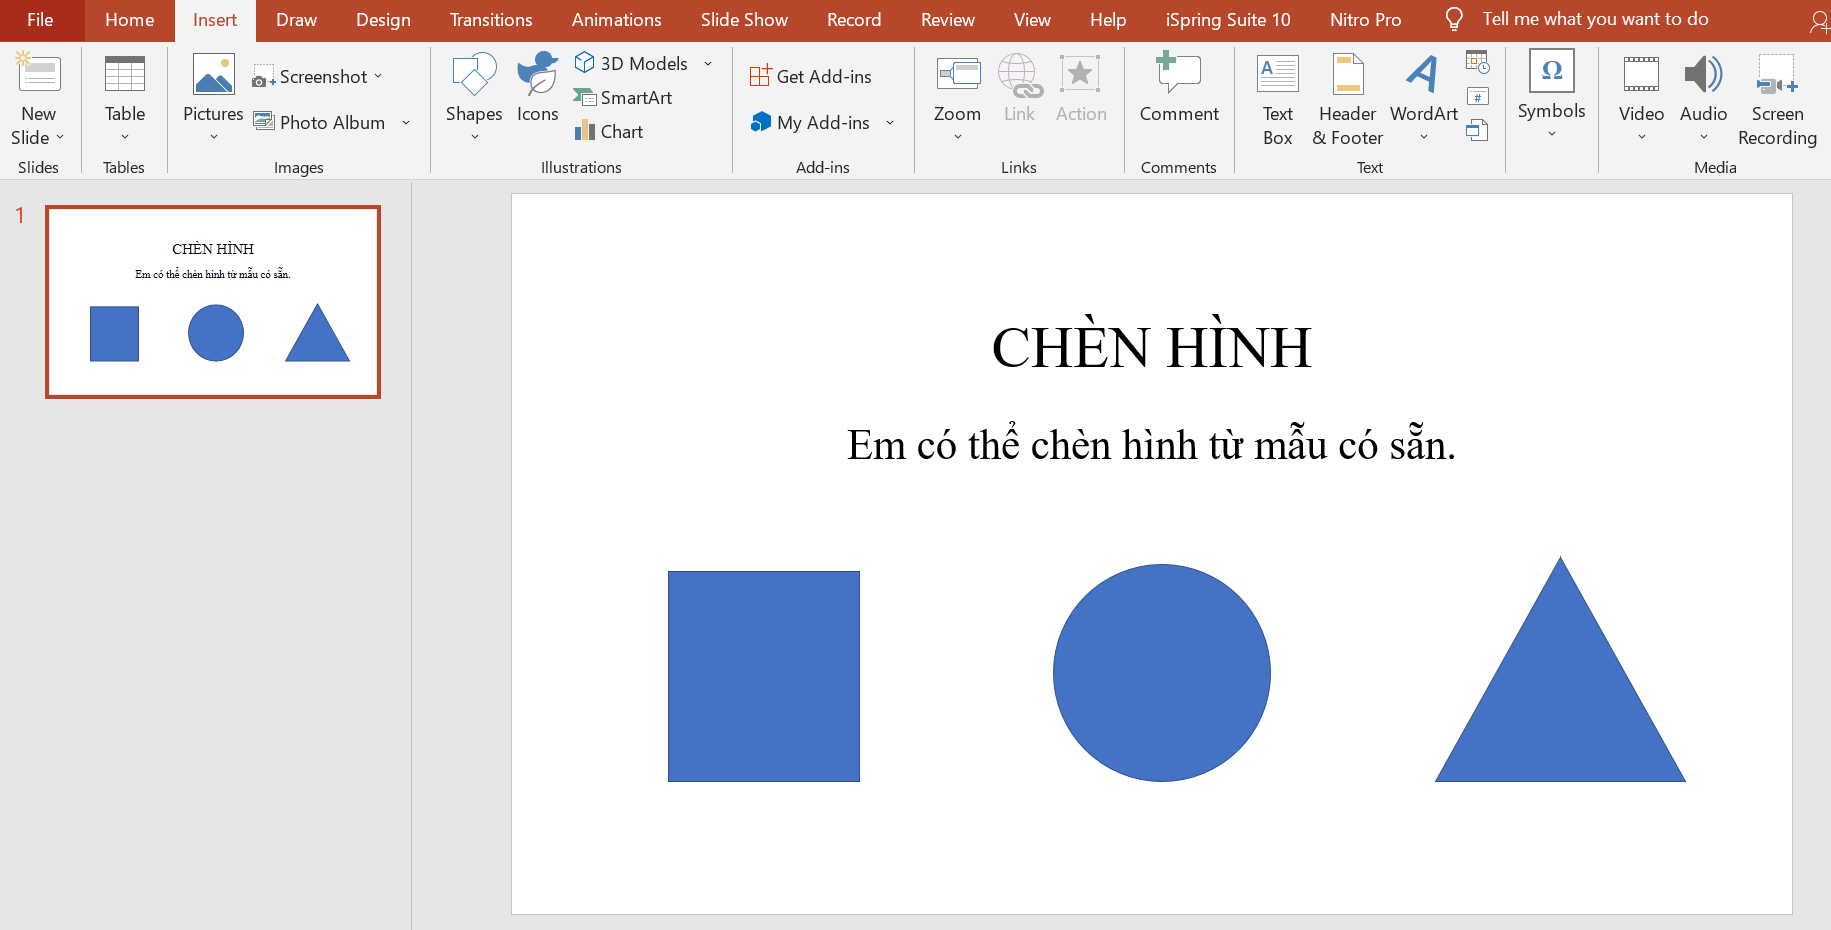 File Home Insert Draw Design Transitions Animations Slide Show Record Review View Help iSpring Suite 10 Nitro Pro Tell me what you want to do
New Slide
Slides
Table
Tables
Pictures
Screenshot
Photo Album
Images
Shapes
Icons
3D Models
SmartArt
Chart
Illustrations
Get Add-ins
My Add-ins
Add-ins
Zoom
Link
Action
Links
Comment
Comments
A
Text
Box
Header
& Footer
A
WordArt
#
Text
Ω
Symbols
Video
Audio
Screen
Recording
Media
1
CHÈN HÌNH
Em có thể chèn hình từ mẫu có sẵn.
CHÈN HÌNH
Em có thể chèn hình từ mẫu có sẵn.